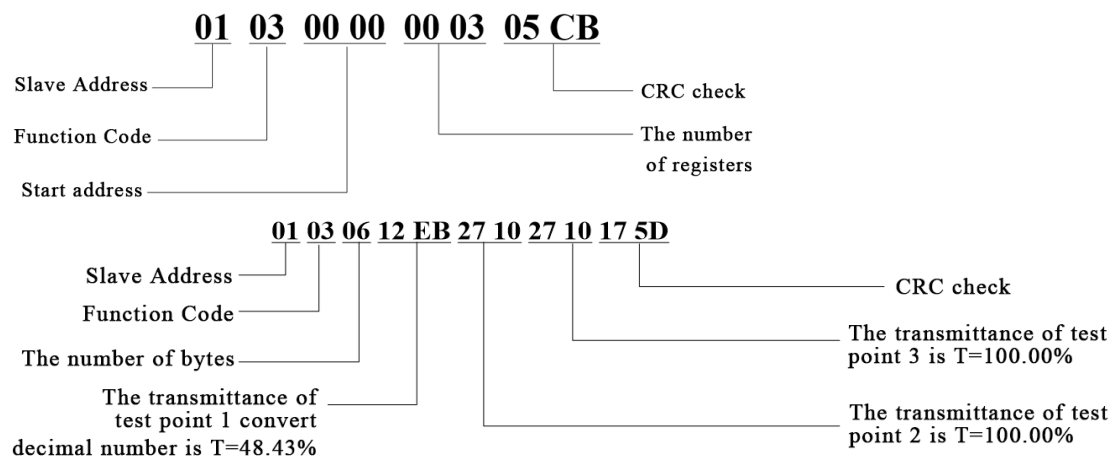 01 03 00 00 00 03 05 CB
Slave Address
CRC check
Function Code
The number
of registers
Start address
01 03 06 12 EB 27 10 27 10 17 5D
Slave Address
CRC check
Function Code
The transmittance of test
point 3 is T=100.00%
The number of bytes
The transmittance of
test point 1 convert
decimal number is T=48.43%
The transmittance of test
point 2 is T=100.00%